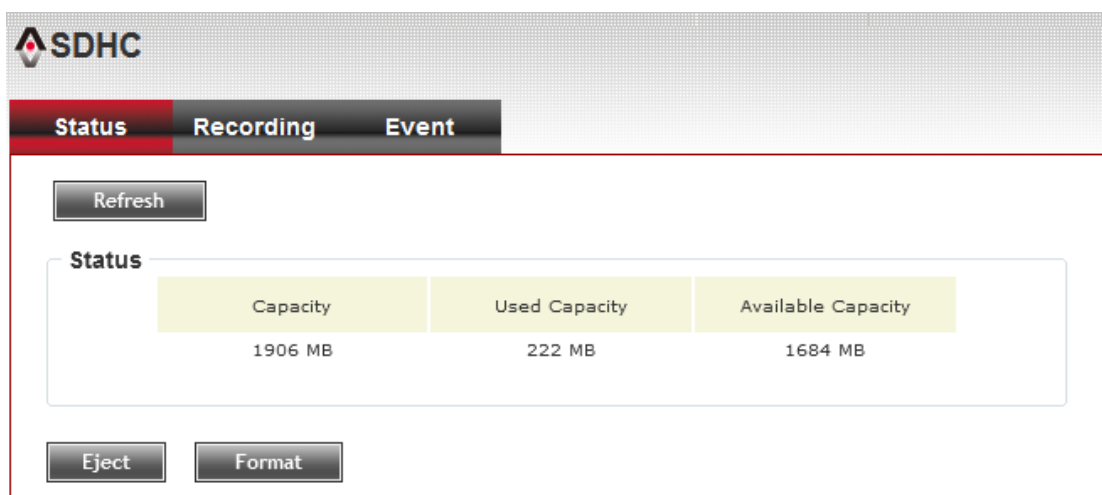 SDHC
Status Recording Event
Refresh
Status
Capacity Used Capacity Available Capacity
1906 MB 222 MB 1684 MB
Eject Format